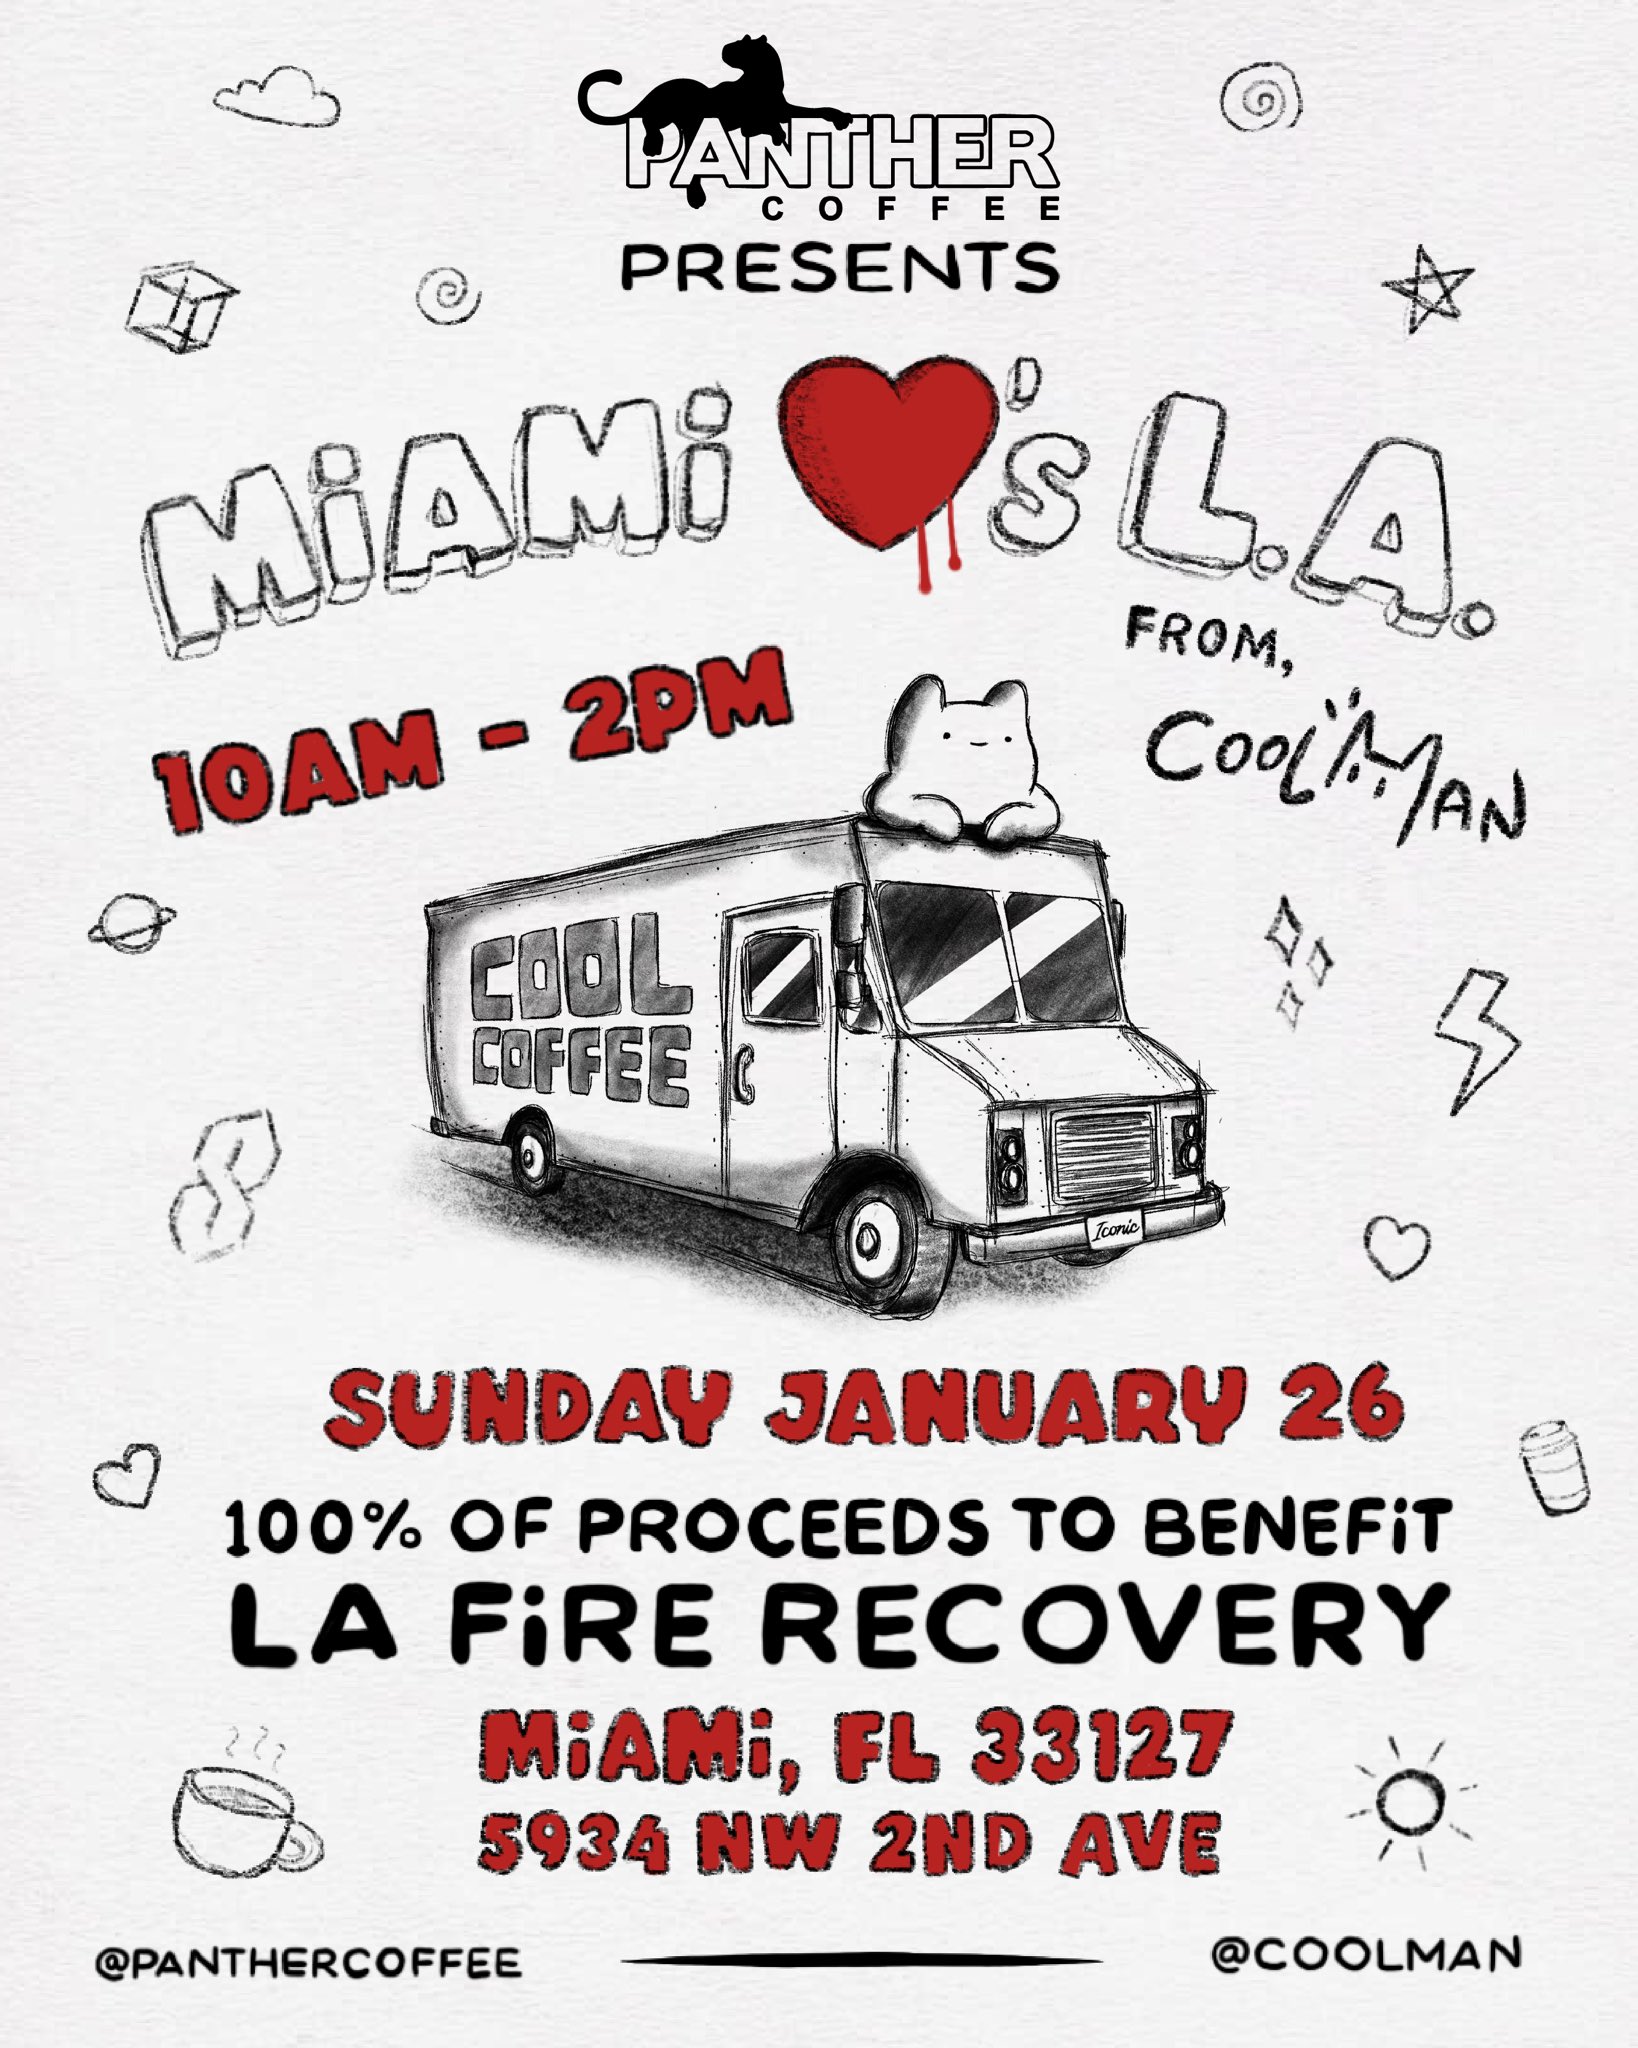 PANTHER
COFFEE
PRESENTS
MiAMi ❤'S L.A.
FROM,
COOLMAN
10AM - 2PM
COOL
COFFEE
Iconic
SUNDAY JANUARY 26
100% OF PROCEEDS TO BENEFiT
LA FiRE RECOVERY
MiAMi, FL 33127
5934 NW 2ND AVE
@PANTHERCOFFEE
@COOLMAN